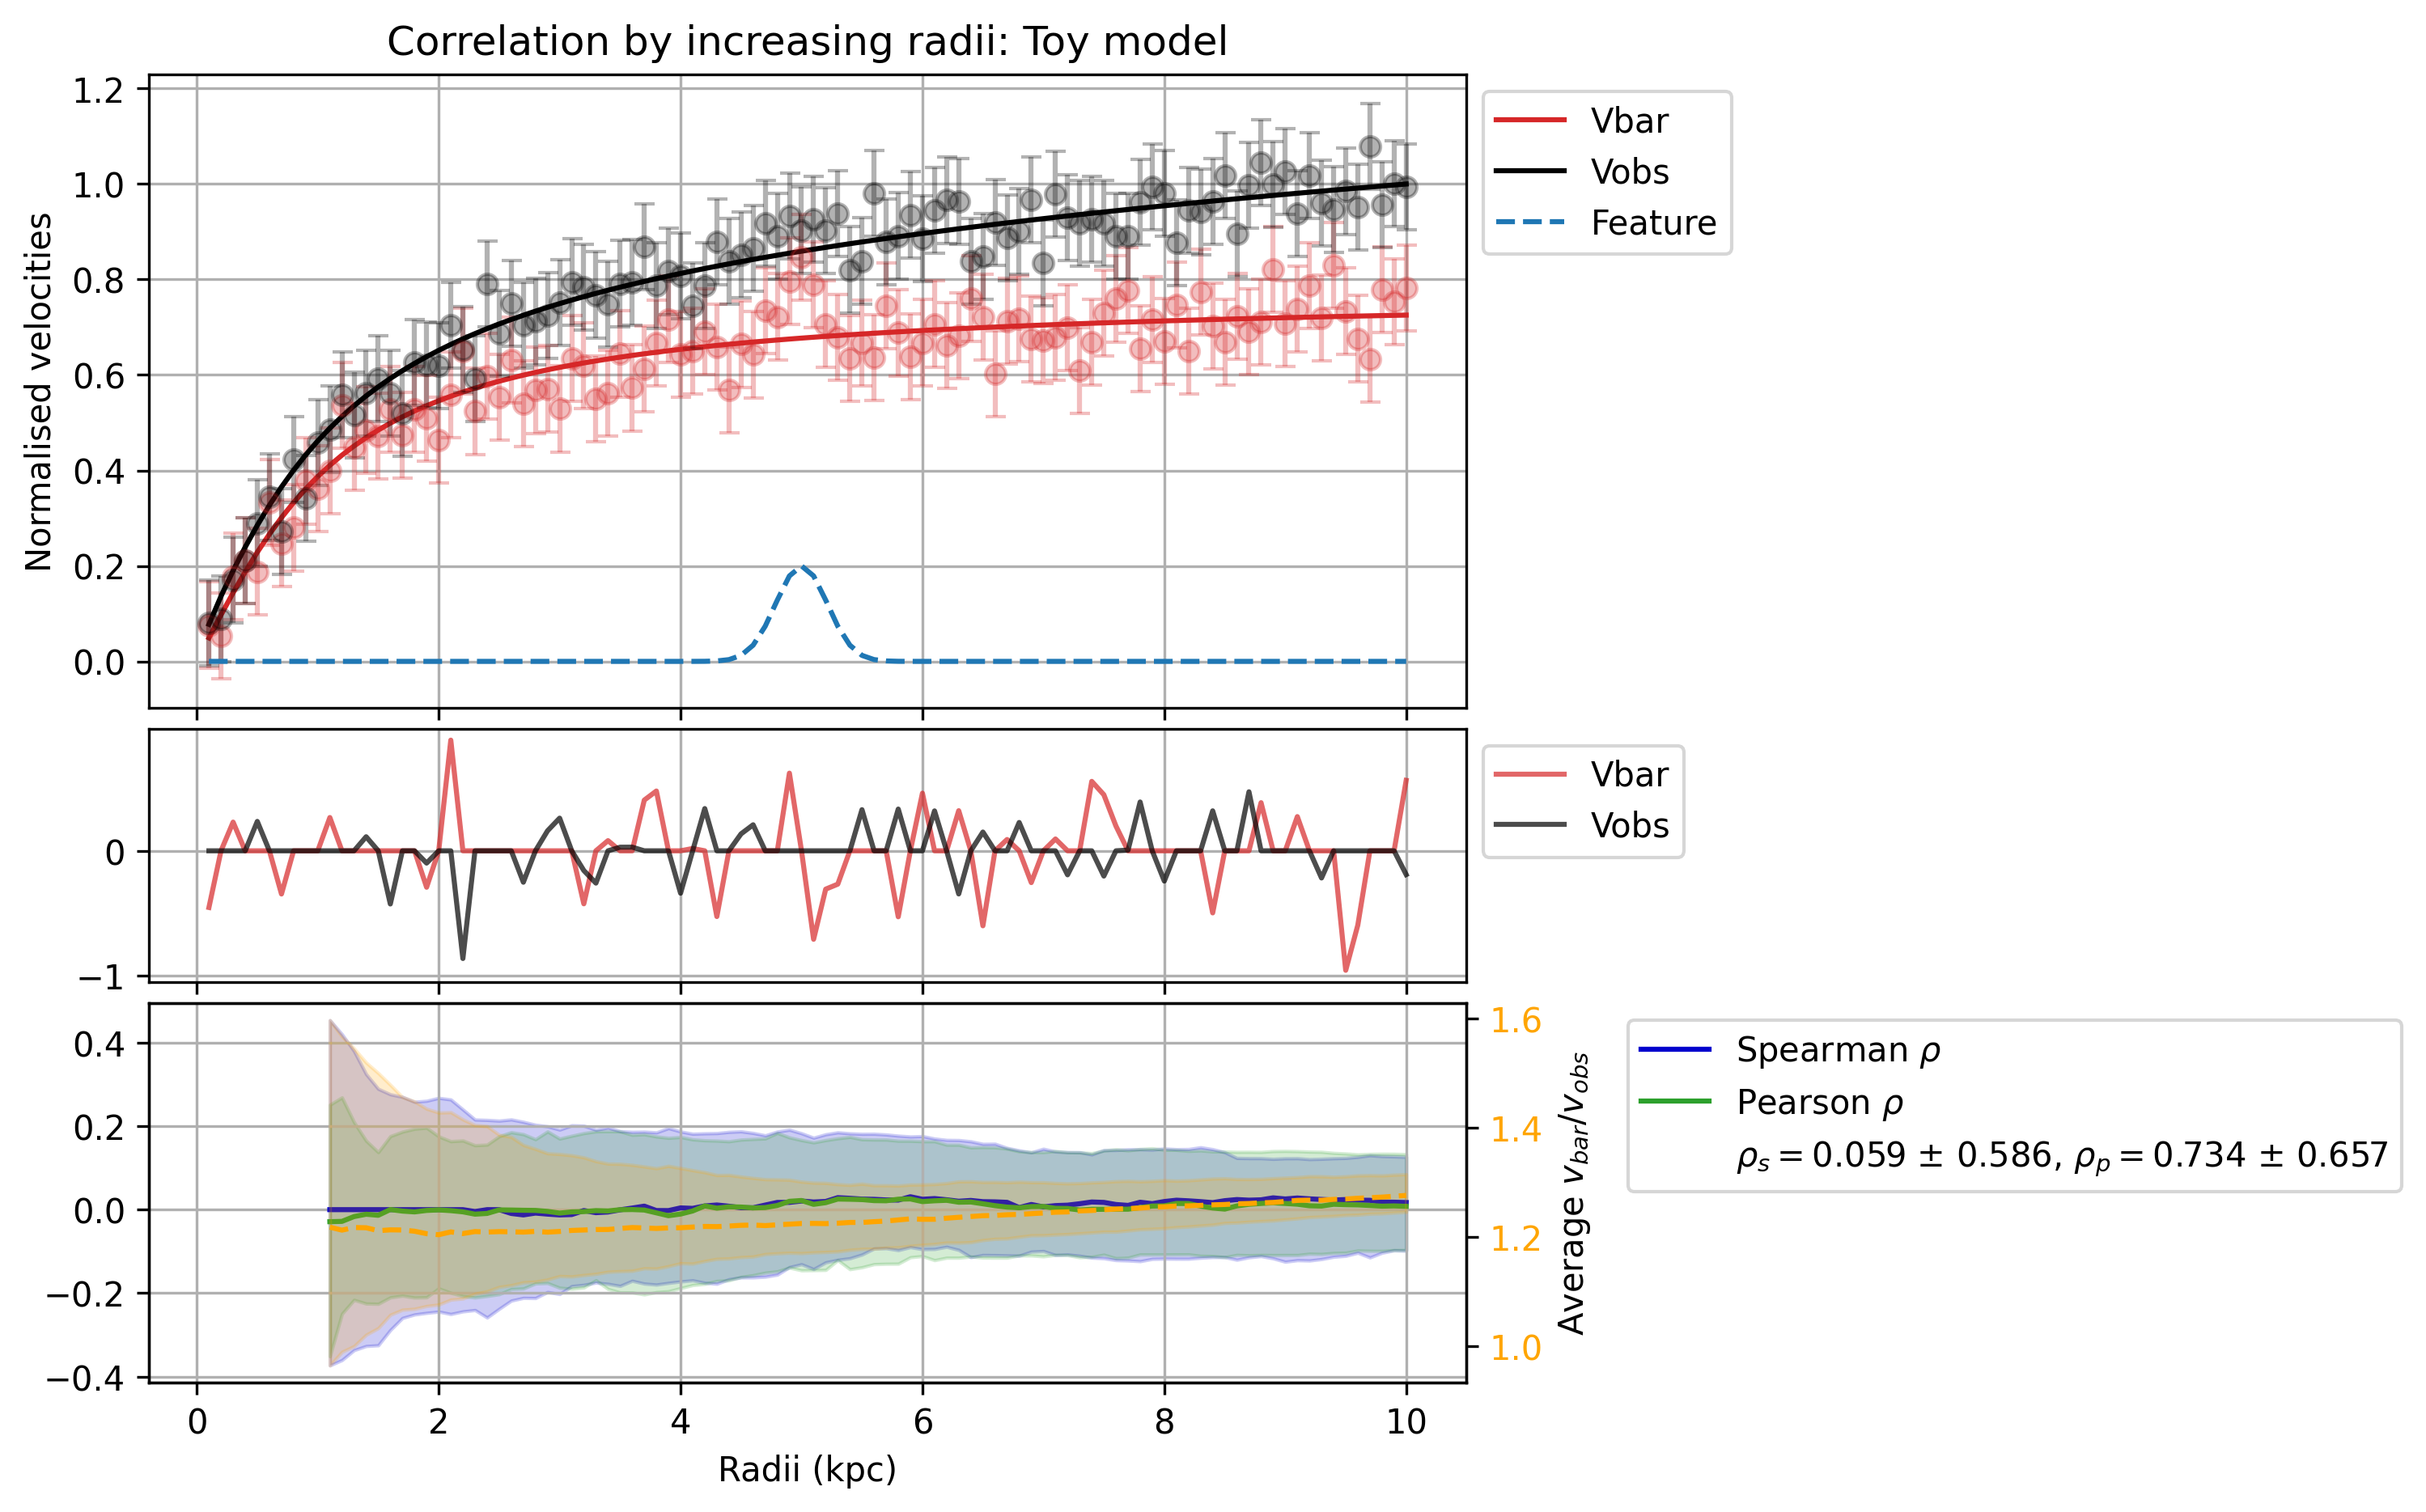 Correlation by increasing radii: Toy model
1.2
1.0
0.8
0.6
0.4
0.2
0.0
Normalised velocities
Vbar
Vobs
Feature
0
−1
Vbar
Vobs
0.4
0.2
0.0
−0.2
−0.4
1.6
1.4
1.2
1.0
Average v_bar/v_obs
Spearman ρ
Pearson ρ
ρ_s = 0.059 ± 0.586, ρ_p = 0.734 ± 0.657
0 2 4 6 8 10
Radii (kpc)